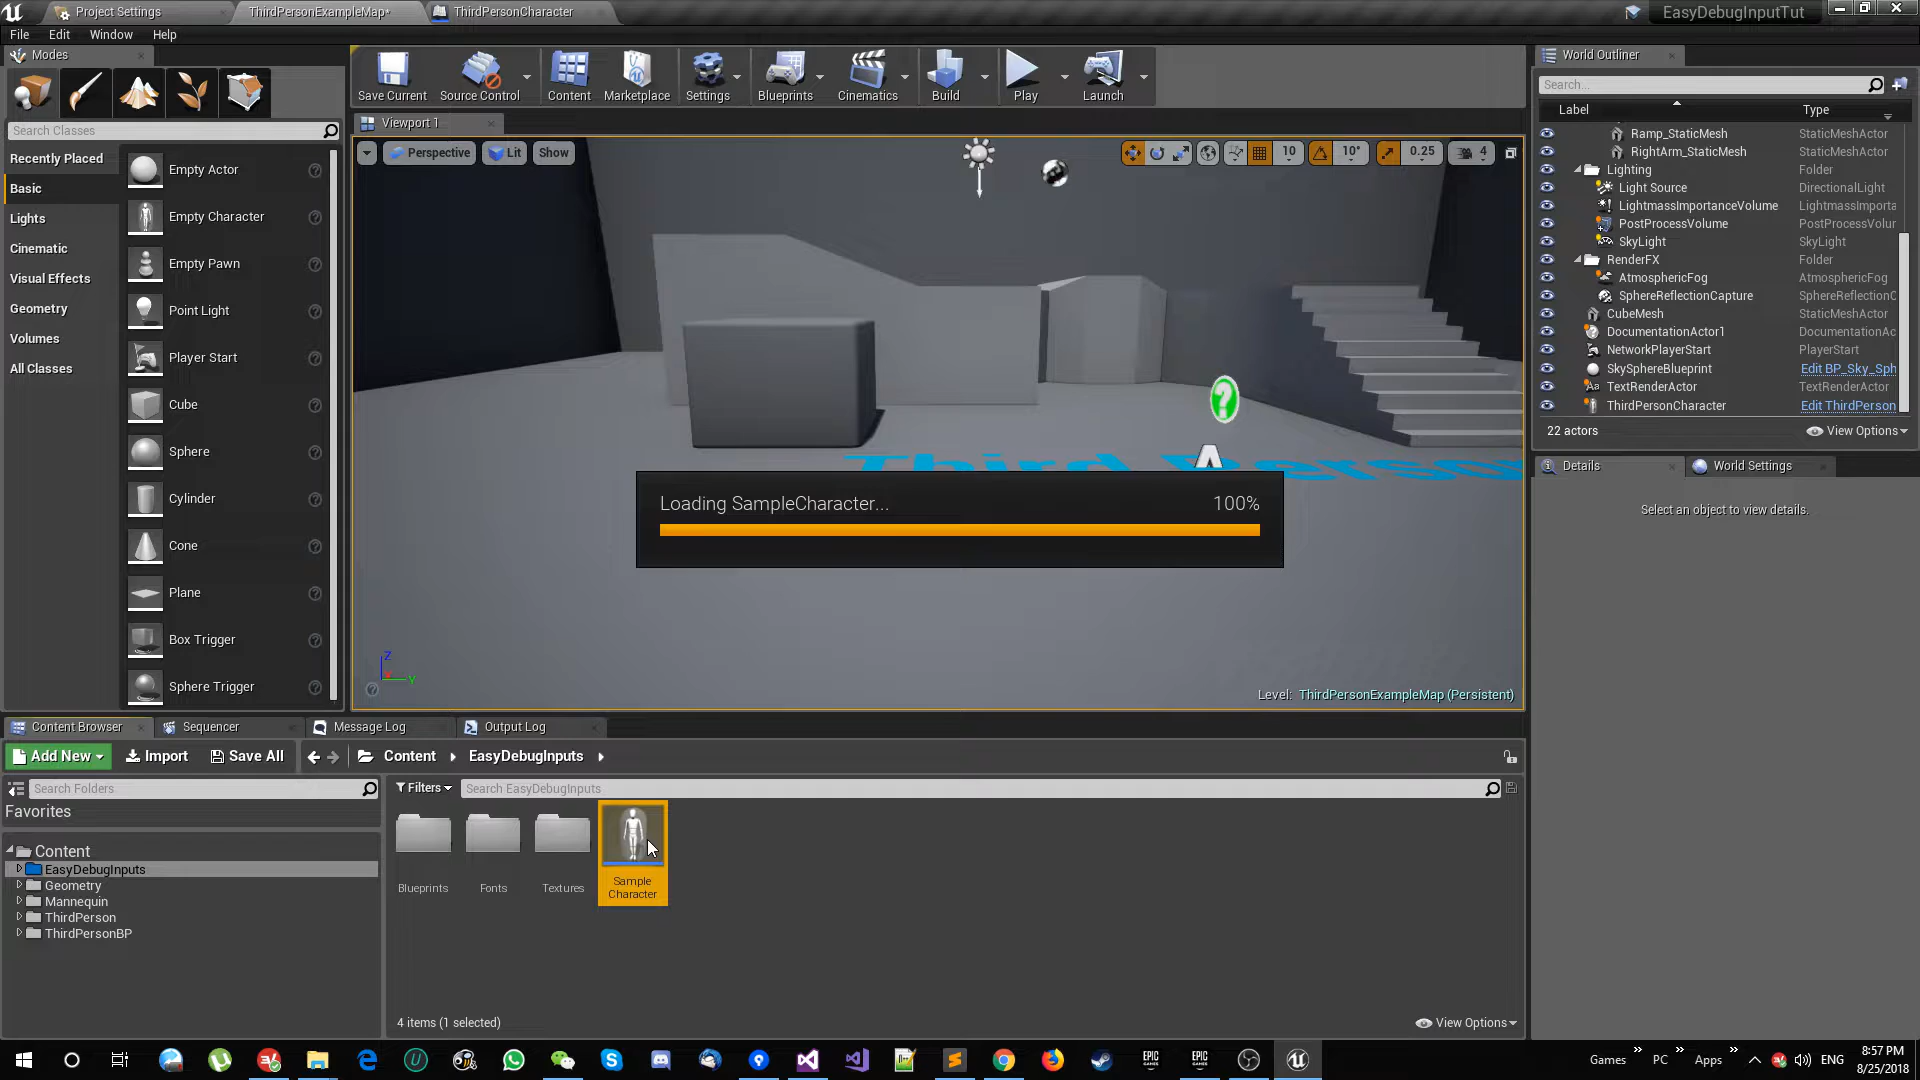 Project Settings
ThirdPersonExampleMap*
ThirdPersonCharacter
EasyDebugInputTut
File
Edit
Window
Help
Modes
World Outliner
Save Current
Source Control
Content
Marketplace
Settings
Blueprints
Cinematics
Build
Play
Launch
Search...
Label
Type
Search Classes
Viewport 1
Ramp_StaticMesh
StaticMeshActor
RightArm_StaticMesh
StaticMeshActor
Lighting
Folder
Light Source
DirectionalLight
LightmassImportanceVolume
LightmassImporta
PostProcessVolume
PostProcessVolur
SkyLight
SkyLight
RenderFX
Folder
AtmosphericFog
AtmosphericFog
SphereReflectionCapture
SphereReflectionC
CubeMesh
StaticMeshActor
DocumentationActor1
DocumentationAc
NetworkPlayerStart
PlayerStart
SkySphereBlueprint
Edit BP_Sky_Sph
TextRenderActor
TextRenderActor
ThirdPersonCharacter
Edit ThirdPerson
22 actors
View Options
Perspective
Lit
Show
10
10°
0.25
4
Recently Placed
Basic
Lights
Cinematic
Visual Effects
Geometry
Volumes
All Classes
Empty Actor
Empty Character
Empty Pawn
Point Light
Player Start
Cube
Sphere
Cylinder
Cone
Plane
Box Trigger
Sphere Trigger
Third Perso
Loading SampleCharacter...
100%
Z
Y
Level: ThirdPersonExampleMap (Persistent)
Details
World Settings
Select an object to view details.
Content Browser
Sequencer
Message Log
Output Log
Add New
Import
Save All
Content
EasyDebugInputs
Search Folders
Filters
Search EasyDebugInputs
Favorites
Content
EasyDebugInputs
Geometry
Mannequin
ThirdPerson
ThirdPersonBP
Blueprints
Fonts
Textures
Sample
Character
4 items (1 selected)
View Options
Games
PC
Apps
ENG
8:57 PM
8/25/2018
EPIC
GAMES
EPIC
GAMES